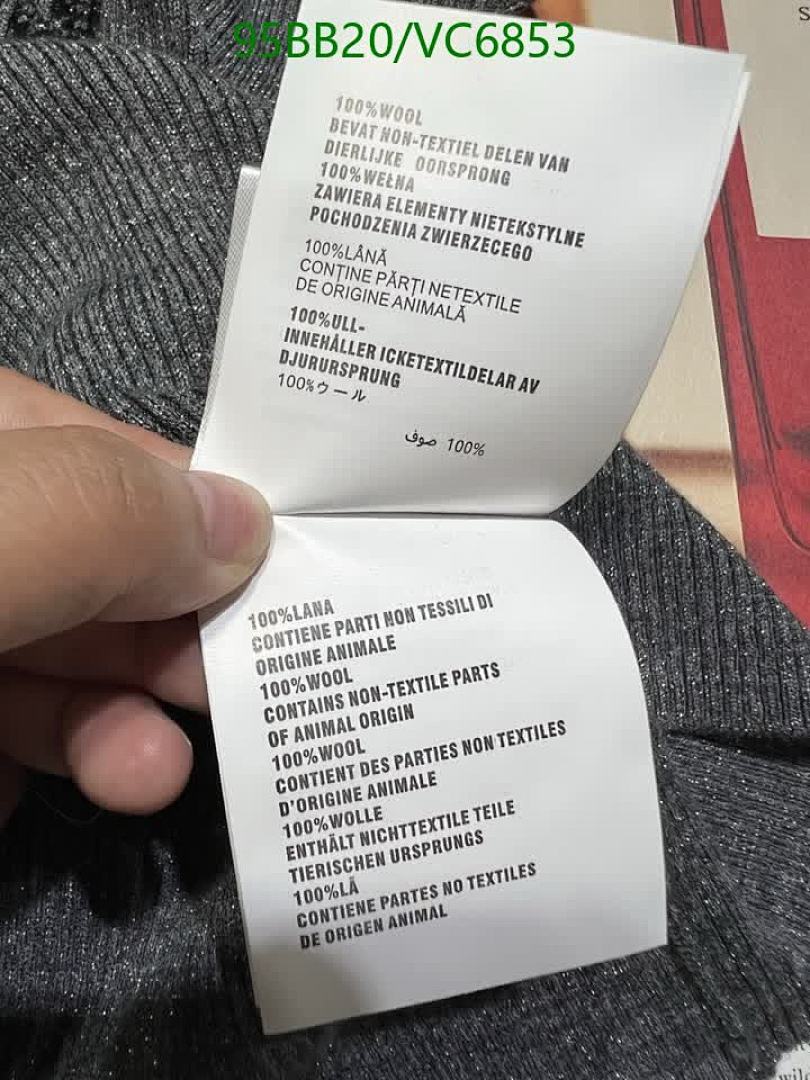 95BB20/VC6853
100%WOOL
BEVAT NON-TEXTIEL DELEN VAN
DIERLIJKE OORSPRONG
100%WEŁNA
ZAWIERA ELEMENTY NIETEKSTYLNE
POCHODZENIA ZWIERZECEGO
100%LÂNĂ
CONȚINE PĂRȚI NETEXTILE
DE ORIGINE ANIMALĂ
100%ULL-
INNEHÅLLER ICKETEXTILDELAR AV
DJURURSPRUNG
100%ウール
100% صوف
100%LANA
CONTIENE PARTI NON TESSILI DI
ORIGINE ANIMALE
100%WOOL
CONTAINS NON-TEXTILE PARTS
OF ANIMAL ORIGIN
100%WOOL
CONTIENT DES PARTIES NON TEXTILES
D'ORIGINE ANIMALE
100%WOLLE
ENTHÄLT NICHTTEXTILE TEILE
TIERISCHEN URSPRUNGS
100%LÃ
CONTIENE PARTES NO TEXTILES
DE ORIGEN ANIMAL